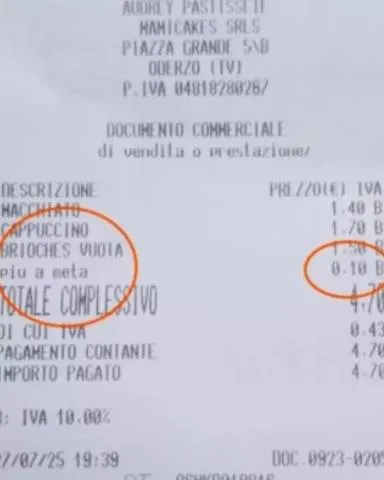 AUDREY PASTISSETE
MAMICAKES SRLS
PIAZZA GRANDE 5\B
ODERZO (TV)
P.IVA 04818280267
DOCUMENTO COMMERCIALE
di vendita o prestazione/
DESCRIZIONE PREZZO(€) IVA
MACCHIATO 1.40 B
CAPPUCCINO 1.70 B
BRIOCHES VUOTA 1.50 B
piu a meta 0.10 B
TOTALE COMPLESSIVO 4.70
DI CUI IVA 0.43
PAGAMENTO CONTANTE 4.70
IMPORTO PAGATO 4.70
B: IVA 10.00%
27/07/25 19:39 DOC.0923-0205